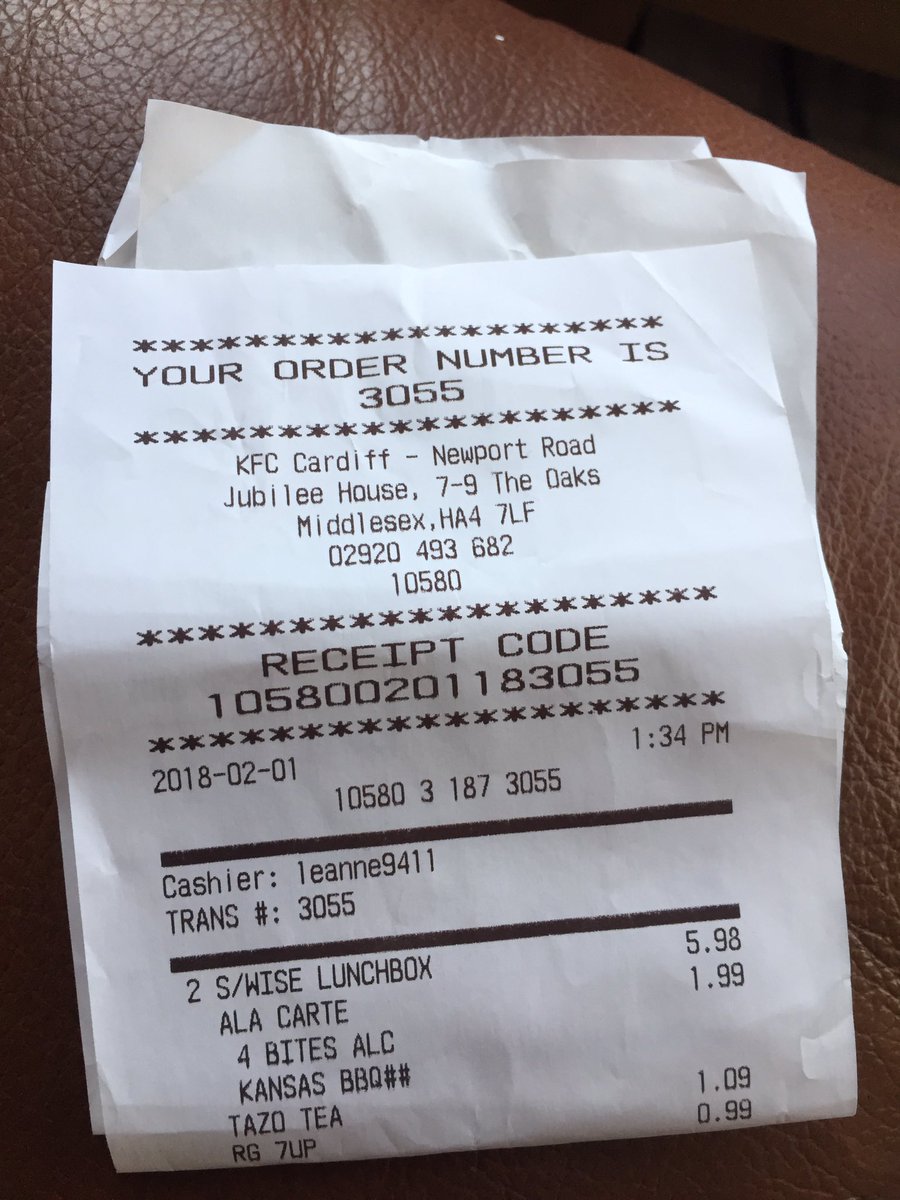 ********************
YOUR ORDER NUMBER IS
3055
********************
KFC Cardiff - Newport Road
Jubilee House, 7-9 The Oaks
Middlesex,HA4 7LF
02920 493 682
10580
********************
RECEIPT CODE
105800201183055
********************
2018-02-01 1:34 PM
10580 3 187 3055
Cashier: leanne9411
TRANS #: 3055
2 S/WISE LUNCHBOX 5.98
ALA CARTE 1.99
4 BITES ALC
KANSAS BBQ##
TAZO TEA 1.09
RG 7UP 0.99